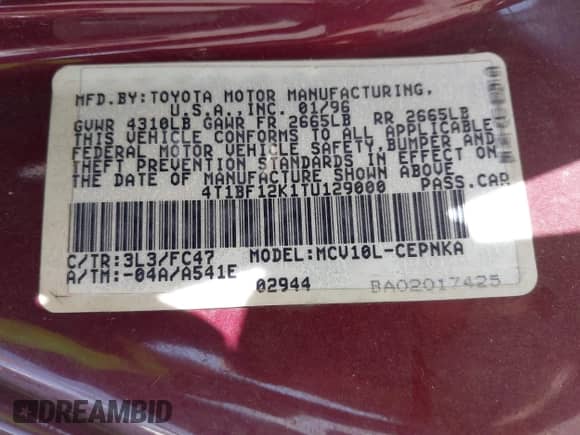 MFD.BY:TOYOTA MOTOR MANUFACTURING,
U.S.A., INC. 01/96
GVWR 4310LB GAWR FR 2665LB RR 2665LB
THIS VEHICLE CONFORMS TO ALL APPLICABLE
FEDERAL MOTOR VEHICLE SAFETY,BUMPER AND
THEFT PREVENTION STANDARDS IN EFFECT ON
THE DATE OF MANUFACTURE SHOWN ABOVE
4T1BF12K1TU129000 PASS.CAR
C/TR:3L3/FC47 MODEL:MCV10L-CEPNKA
A/TM:-04A/A541E
02944 BA02017425
DREAMBID